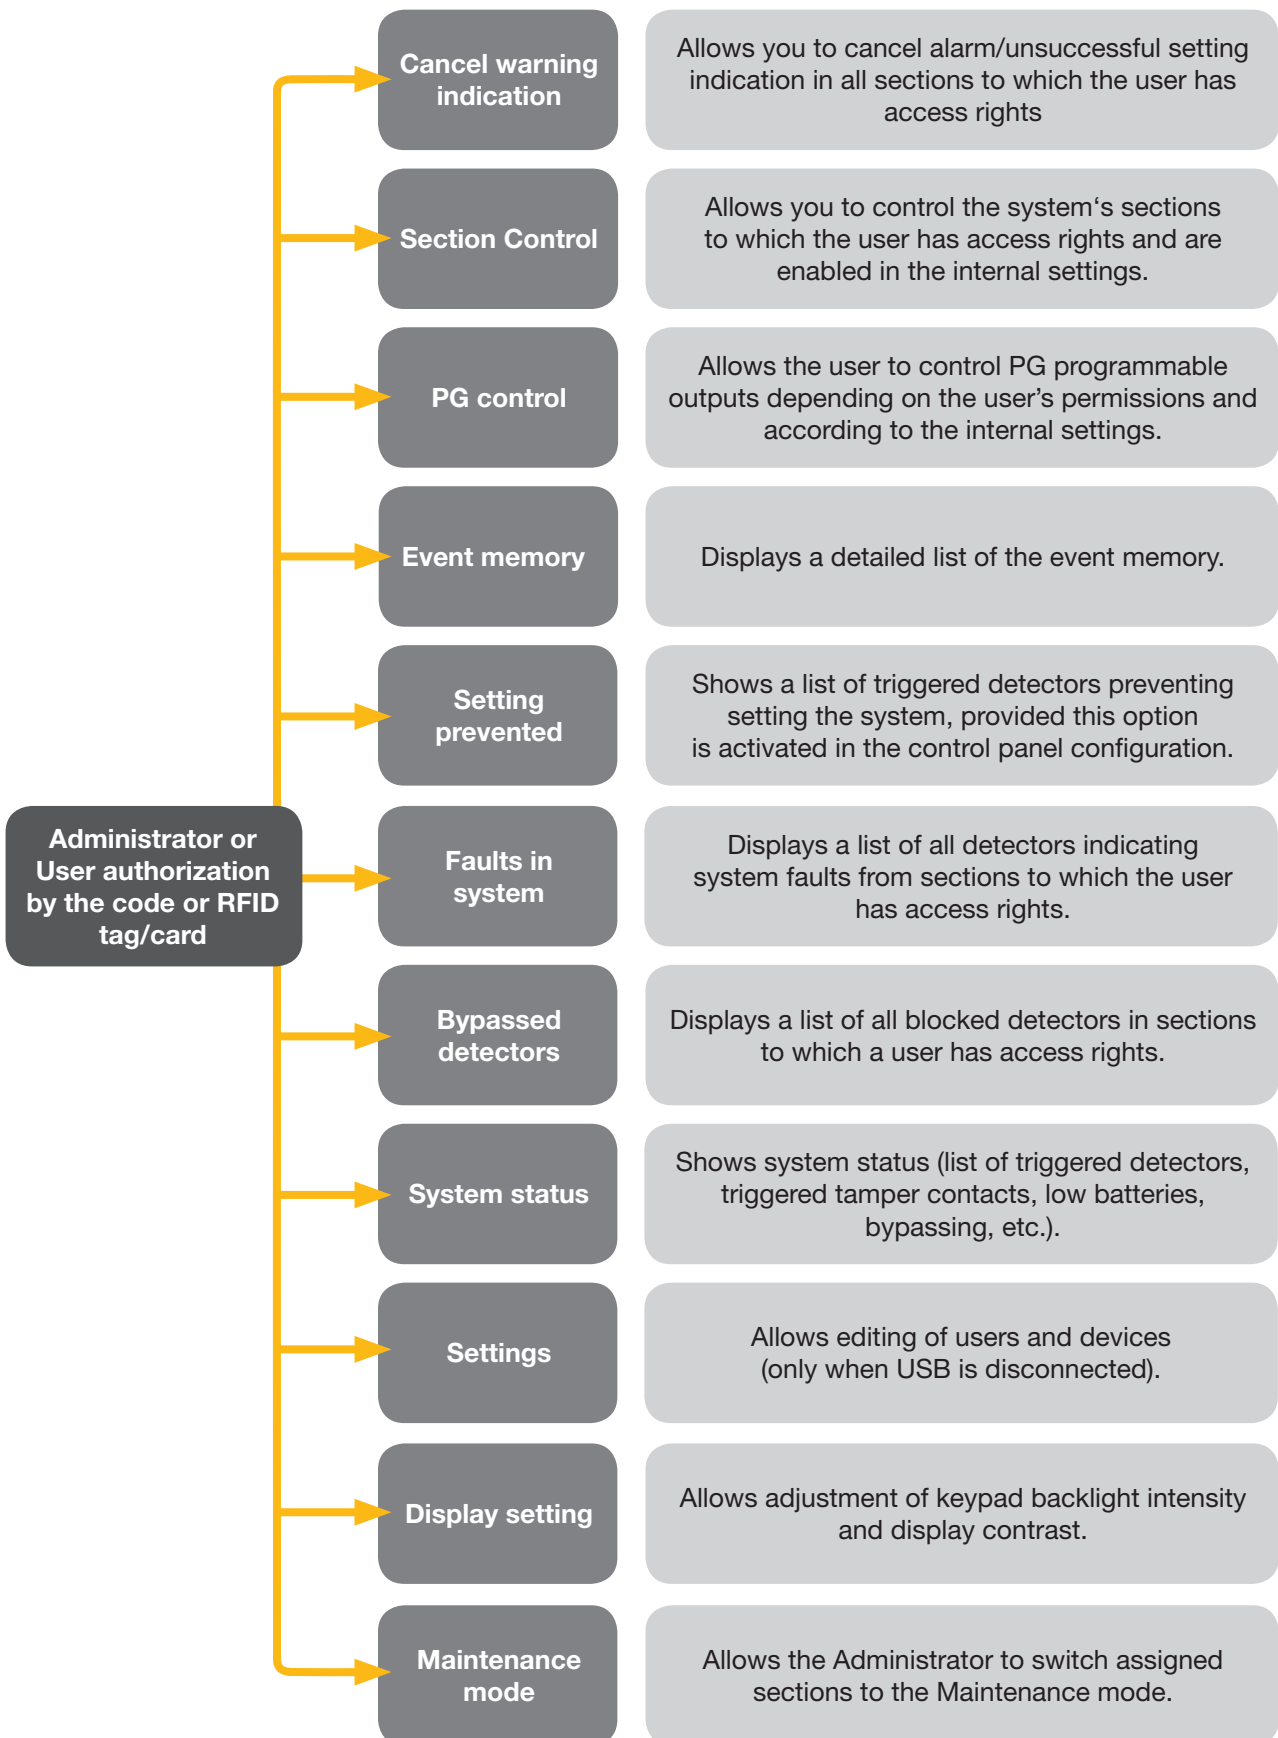 Cancel warning
indication
Allows you to cancel alarm/unsuccessful setting
indication in all sections to which the user has
access rights
Section Control
Allows you to control the system‘s sections
to which the user has access rights and are
enabled in the internal settings.
PG control
Allows the user to control PG programmable
outputs depending on the user’s permissions and
according to the internal settings.
Event memory
Displays a detailed list of the event memory.
Setting
prevented
Shows a list of triggered detectors preventing
setting the system, provided this option
is activated in the control panel configuration.
Administrator or
User authorization
by the code or RFID
tag/card
Faults in
system
Displays a list of all detectors indicating
system faults from sections to which the user
has access rights.
Bypassed
detectors
Displays a list of all blocked detectors in sections
to which a user has access rights.
System status
Shows system status (list of triggered detectors,
triggered tamper contacts, low batteries,
bypassing, etc.).
Settings
Allows editing of users and devices
(only when USB is disconnected).
Display setting
Allows adjustment of keypad backlight intensity
and display contrast.
Maintenance
mode
Allows the Administrator to switch assigned
sections to the Maintenance mode.